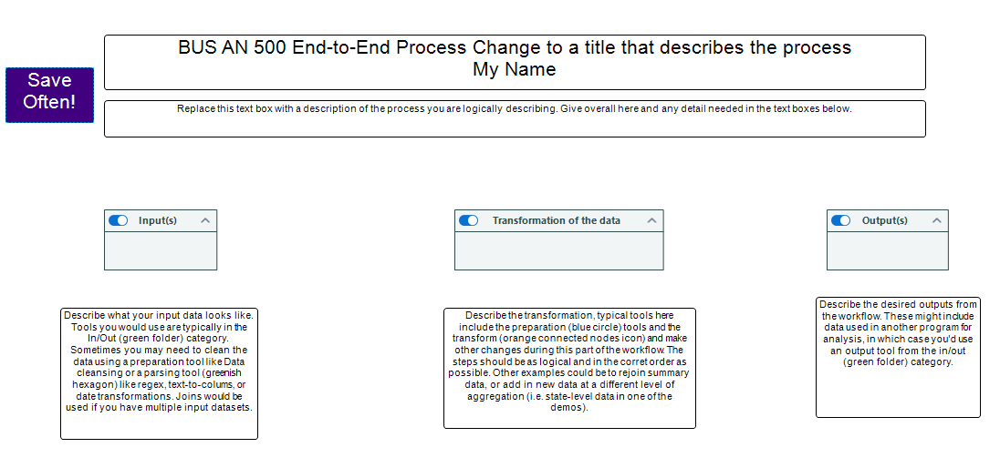 BUS AN 500 End-to-End Process Change to a title that describes the process
My Name
Save
Often!
Replace this text box with a description of the process you are logically describing. Give overall here and any detail needed in the text boxes below.
Input(s)
Transformation of the data
Output(s)
Describe what your input data looks like.
Tools you would use are typically in the
In/Out (green folder) category.
Sometimes you may need to clean the
data using a preparation tool like Data
cleansing or a parsing tool (greenish
hexagon) like regex, text-to-colums, or
date transformations. Joins would be
used if you have multiple input datasets.
Describe the transformation, typical tools here
include the preparation (blue circle) tools and the
transform (orange connected nodes icon) and make
other changes during this part of the workflow. The
steps should be as logical and in the corret order as
possible. Other examples could be to rejoin summary
data, or add in new data at a different level of
aggregation (i.e. state-level data in one of the
demos).
Describe the desired outputs from
the workflow. These might include
data used in another program for
analysis, in which case you'd use
an output tool from the in/out
(green folder) category.